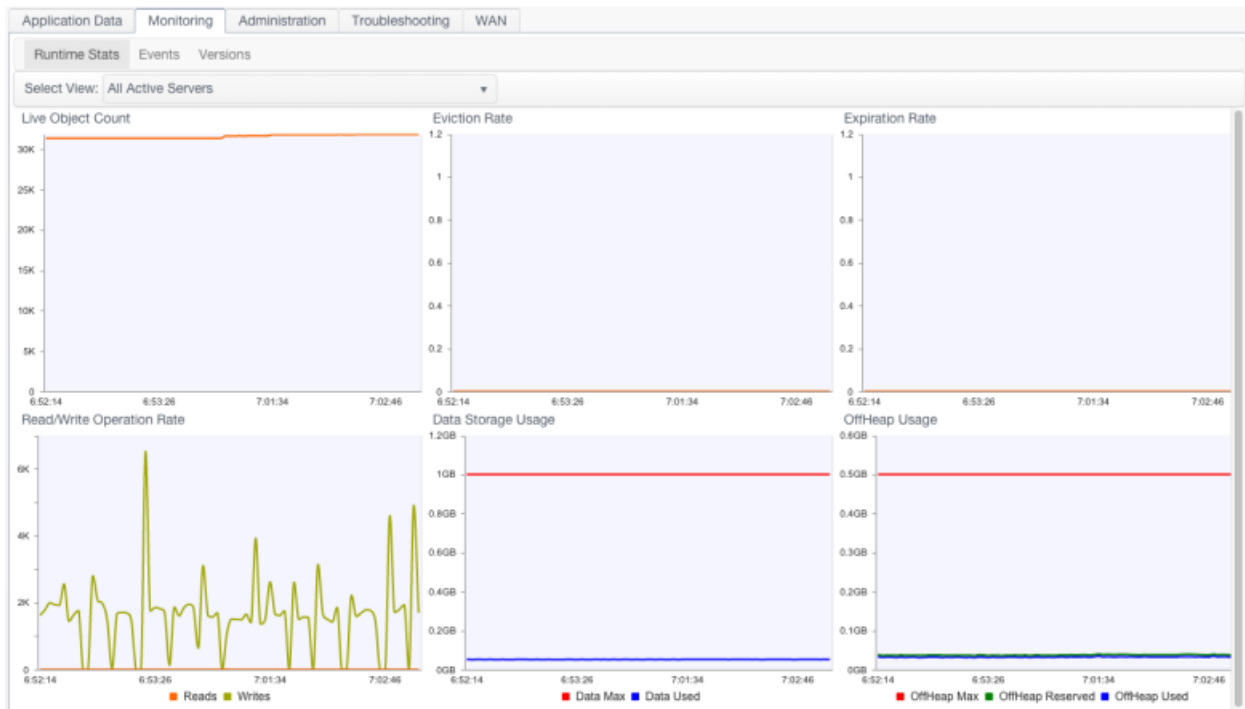 Application Data Monitoring Administration Troubleshooting WAN
Runtime Stats Events Versions
Select View: All Active Servers
Live Object Count
30K
25K
20K
15K
10K
5K
0
6:52:14 6:53:26 7:01:34 7:02:46
Eviction Rate
1.2
1
0.8
0.6
0.4
0.2
0
6:52:14 6:53:26 7:01:34 7:02:46
Expiration Rate
1.2
1
0.8
0.6
0.4
0.2
0
6:52:14 6:53:26 7:01:34 7:02:46
Read/Write Operation Rate
6K
4K
2K
0
6:52:14 6:53:26 7:01:34 7:02:46
Reads Writes
Data Storage Usage
1.2GB
1GB
0.8GB
0.6GB
0.4GB
0.2GB
0GB
6:52:14 6:53:26 7:01:34 7:02:46
Data Max Data Used
OffHeap Usage
0.6GB
0.5GB
0.4GB
0.3GB
0.2GB
0.1GB
0GB
6:52:14 6:53:26 7:01:34 7:02:46
OffHeap Max OffHeap Reserved OffHeap Used